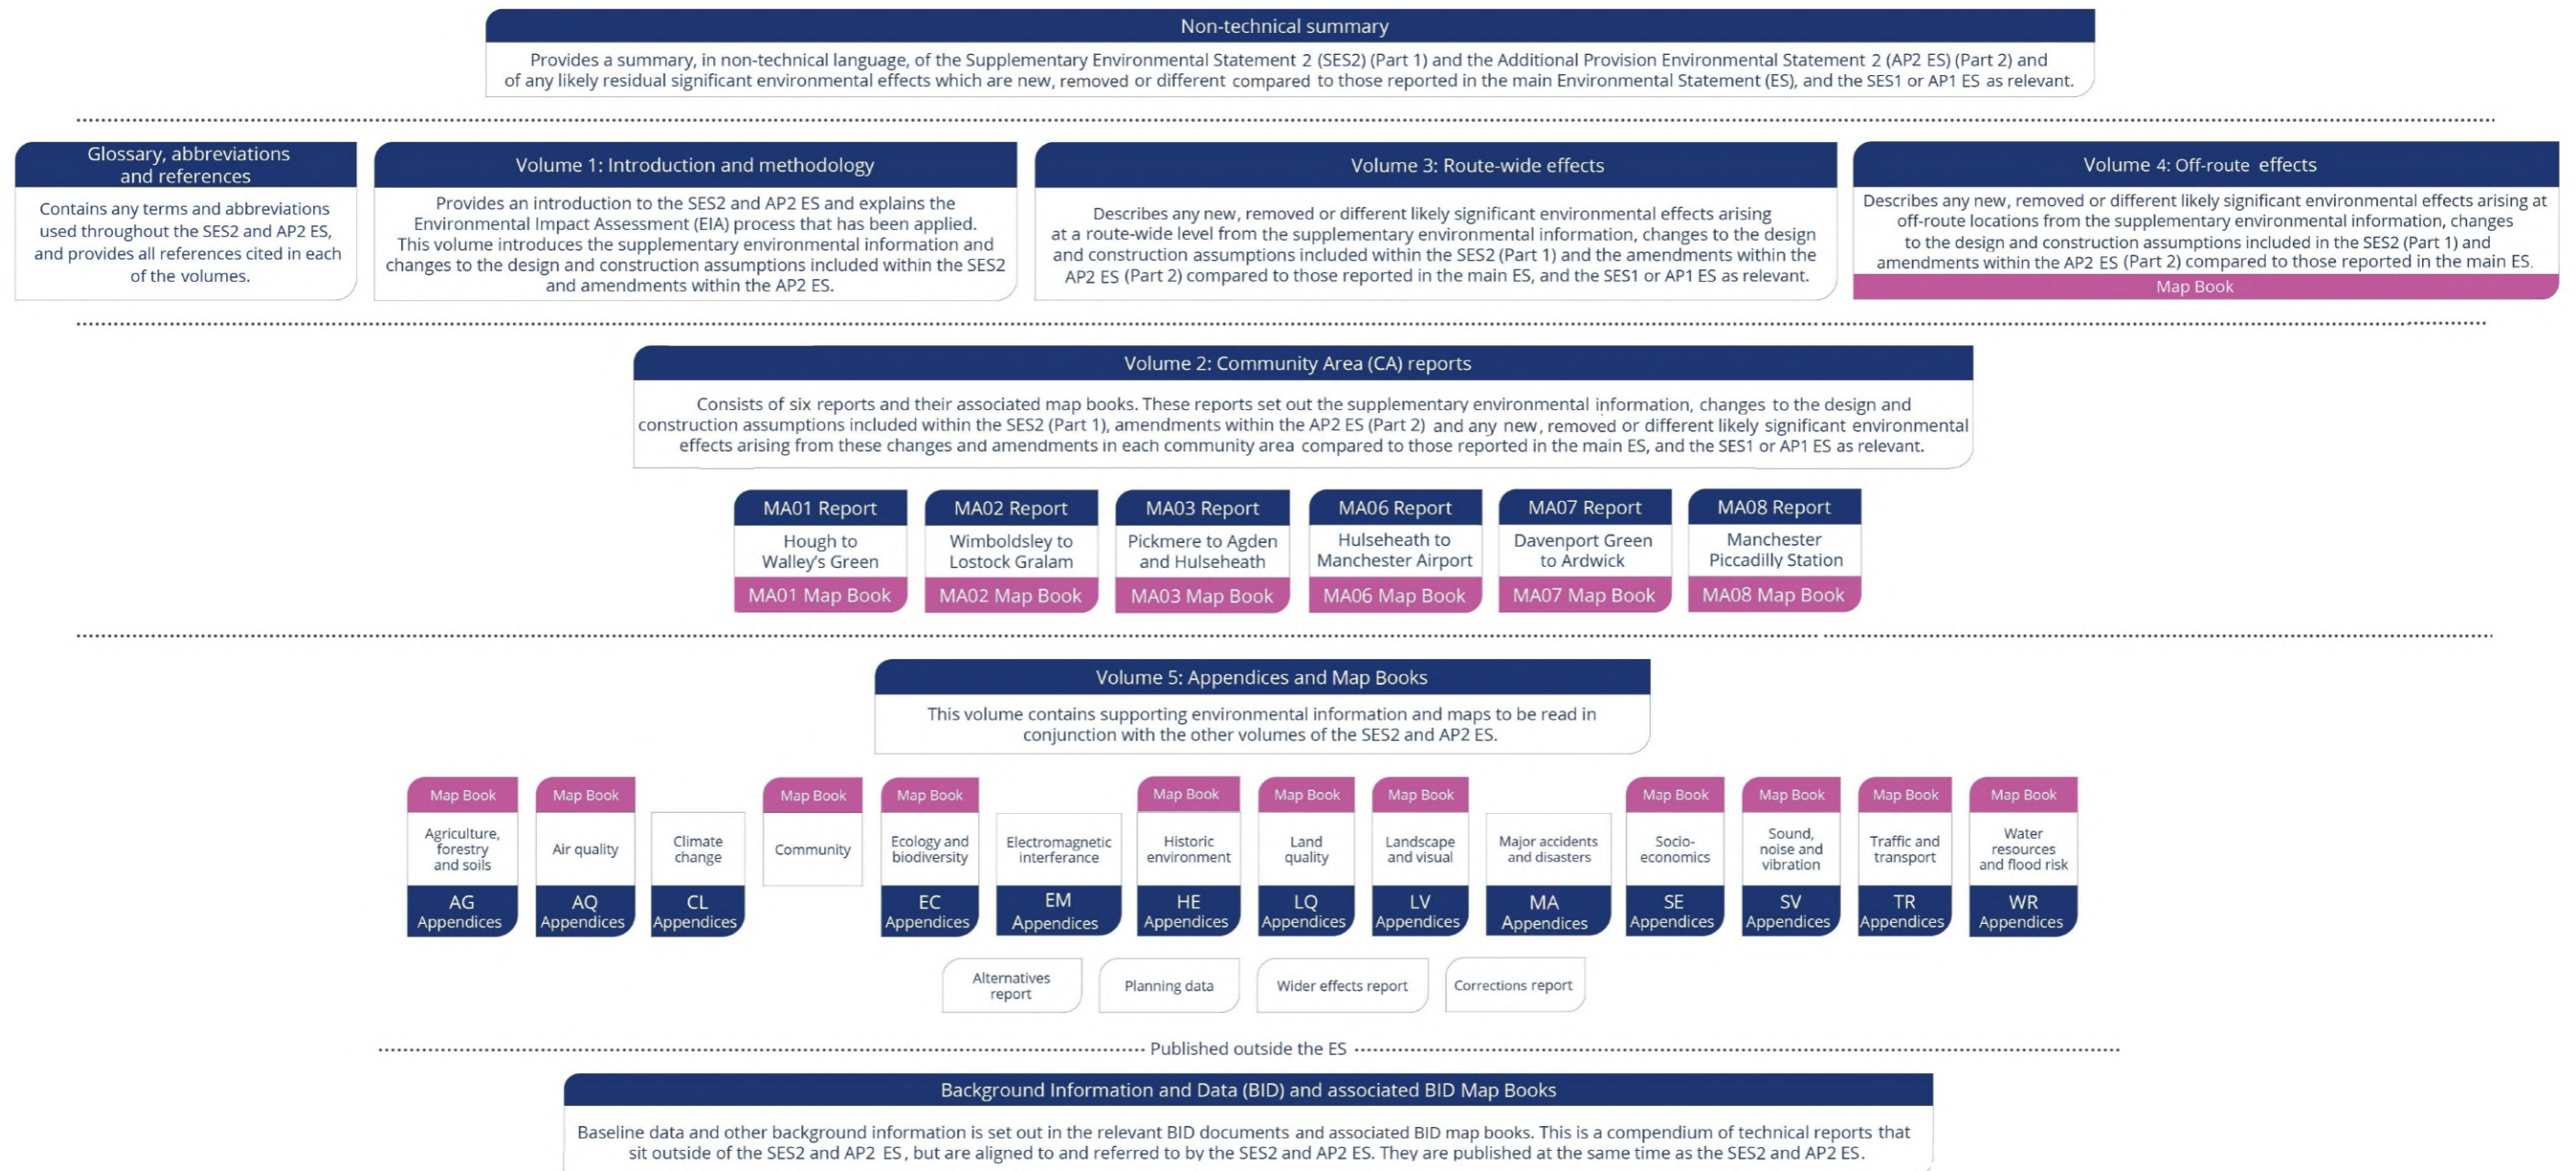 Non-technical summary
Provides a summary, in non-technical language, of the Supplementary Environmental Statement 2 (SES2) (Part 1) and the Additional Provision Environmental Statement 2 (AP2 ES) (Part 2) and
of any likely residual significant environmental effects which are new, removed or different compared to those reported in the main Environmental Statement (ES), and the SES1 or AP1 ES as relevant.
Glossary, abbreviations
and references
Contains any terms and abbreviations
used throughout the SES2 and AP2 ES,
and provides all references cited in each
of the volumes.
Volume 1: Introduction and methodology
Provides an introduction to the SES2 and AP2 ES and explains the
Environmental Impact Assessment (EIA) process that has been applied.
This volume introduces the supplementary environmental information and
changes to the design and construction assumptions included within the SES2
and amendments within the AP2 ES.
Volume 3: Route-wide effects
Describes any new, removed or different likely significant environmental effects arising
at a route-wide level from the supplementary environmental information, changes to the design
and construction assumptions included within the SES2 (Part 1) and the amendments within the
AP2 ES (Part 2) compared to those reported in the main ES, and the SES1 or AP1 ES as relevant.
Volume 4: Off-route effects
Describes any new, removed or different likely significant environmental effects arising at
off-route locations from the supplementary environmental information, changes
to the design and construction assumptions included in the SES2 (Part 1) and
amendments within the AP2 ES (Part 2) compared to those reported in the main ES.
Map Book
Volume 2: Community Area (CA) reports
Consists of six reports and their associated map books. These reports set out the supplementary environmental information, changes to the design and
construction assumptions included within the SES2 (Part 1), amendments within the AP2 ES (Part 2) and any new, removed or different likely significant environmental
effects arising from these changes and amendments in each community area compared to those reported in the main ES, and the SES1 or AP1 ES as relevant.
MA01 Report
Hough to
Walley's Green
MA01 Map Book
MA02 Report
Wimboldsley to
Lostock Gralam
MA02 Map Book
MA03 Report
Pickmere to Agden
and Hulseheath
MA03 Map Book
MA06 Report
Hulseheath to
Manchester Airport
MA06 Map Book
MA07 Report
Davenport Green
to Ardwick
MA07 Map Book
MA08 Report
Manchester
Piccadilly Station
MA08 Map Book
Volume 5: Appendices and Map Books
This volume contains supporting environmental information and maps to be read in
conjunction with the other volumes of the SES2 and AP2 ES.
Map Book
Agriculture,
forestry
and soils
AG
Appendices
Map Book
Air quality
AQ
Appendices
Climate
change
CL
Appendices
Map Book
Community
Map Book
Ecology and
biodiversity
EC
Appendices
Electromagnetic
interferance
EM
Appendices
Map Book
Historic
environment
HE
Appendices
Map Book
Land
quality
LQ
Appendices
Map Book
Landscape
and visual
LV
Appendices
Major accidents
and disasters
MA
Appendices
Map Book
Socio-
economics
SE
Appendices
Map Book
Sound,
noise and
vibration
SV
Appendices
Map Book
Traffic and
transport
TR
Appendices
Map Book
Water
resources
and flood risk
WR
Appendices
Alternatives
report
Planning data
Wider effects report
Corrections report
Published outside the ES
Background Information and Data (BID) and associated BID Map Books
Baseline data and other background information is set out in the relevant BID documents and associated BID map books. This is a compendium of technical reports that
sit outside of the SES2 and AP2 ES, but are aligned to and referred to by the SES2 and AP2 ES. They are published at the same time as the SES2 and AP2 ES.